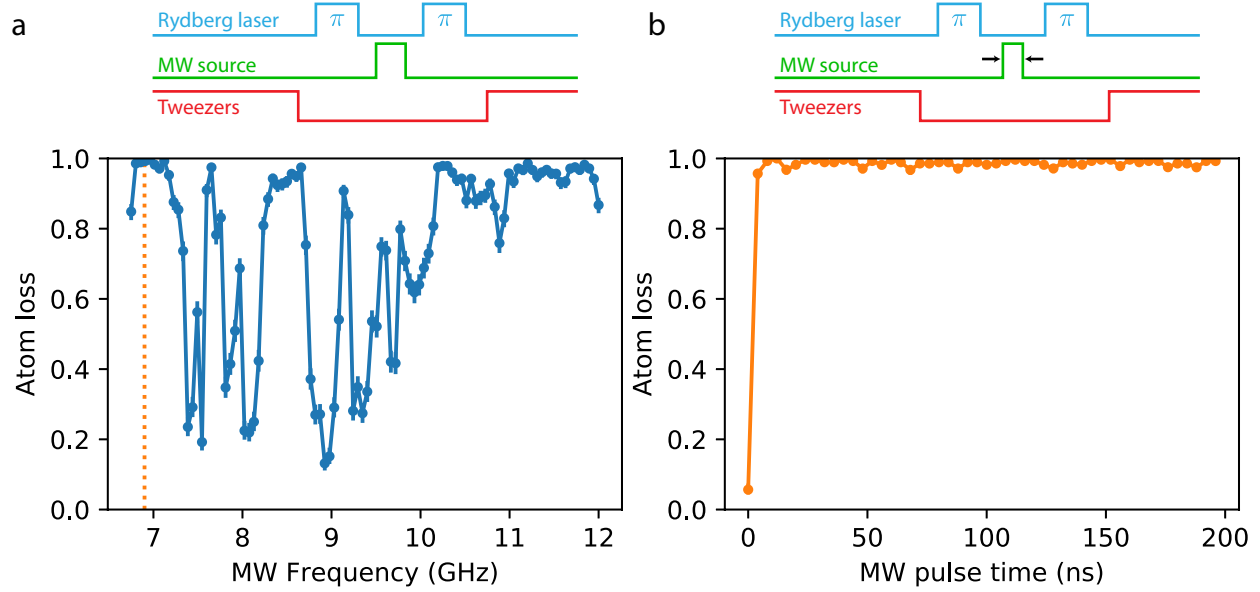 a
Rydberg laser π π
MW source
Tweezers
1.0
0.8
0.6
0.4
0.2
0.0
Atom loss
7 8 9 10 11 12
MW Frequency (GHz)
b
Rydberg laser π π
MW source
Tweezers
1.0
0.8
0.6
0.4
0.2
0.0
Atom loss
0 50 100 150 200
MW pulse time (ns)